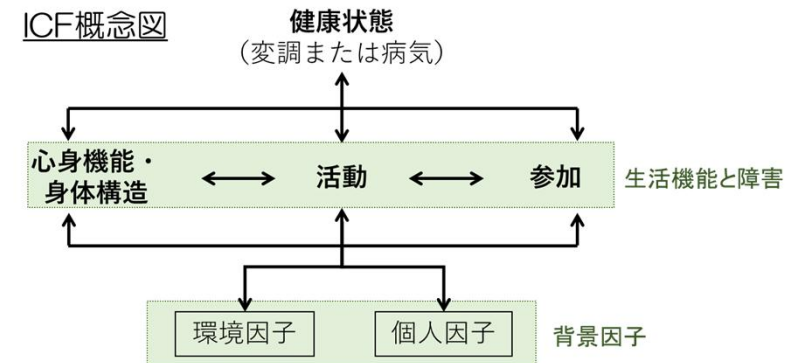 ICF概念図
健康状態
(変調または病気)
心身機能・
身体構造
活動
参加
生活機能と障害
環境因子
個人因子
背景因子